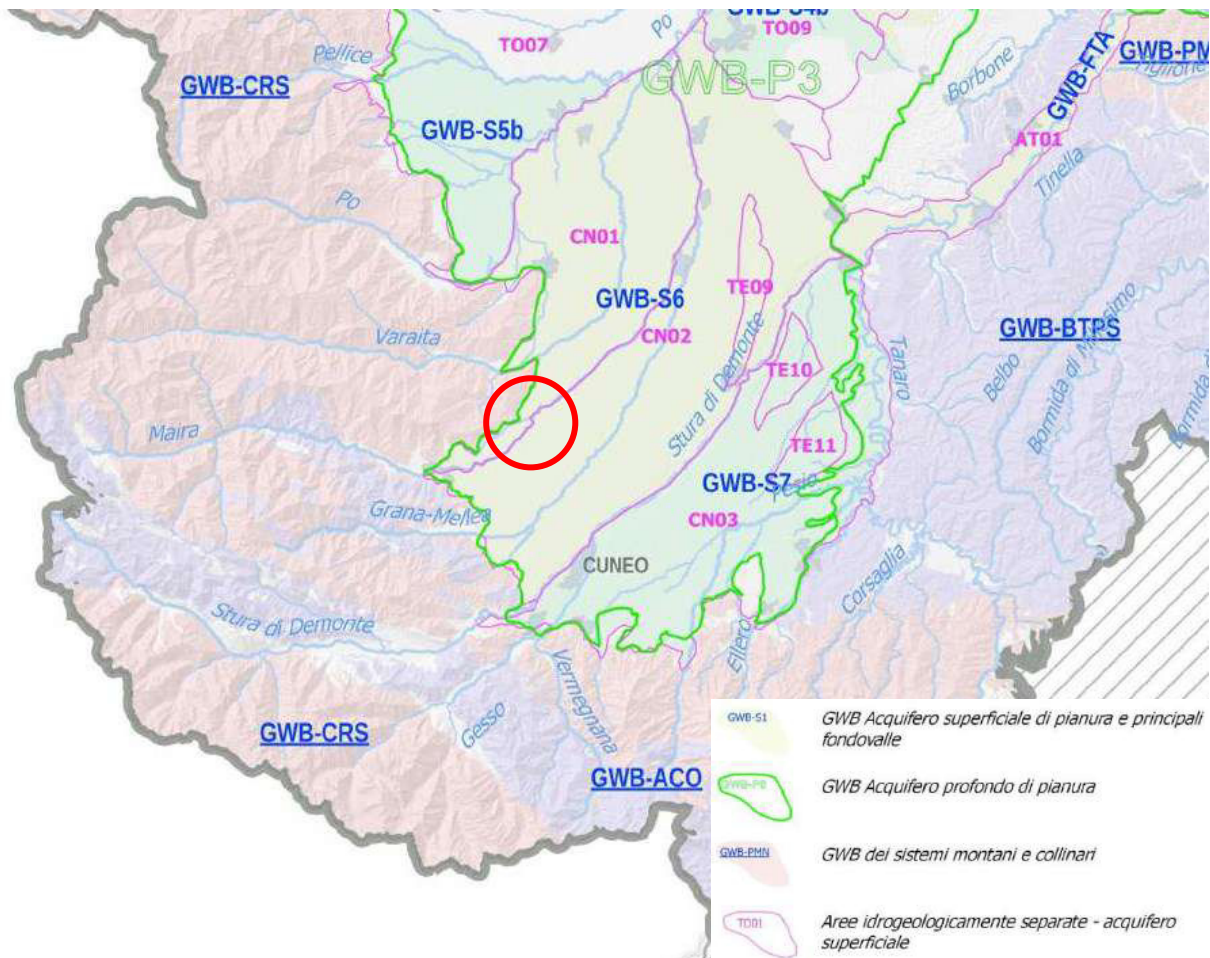 GWB-S4b
Po
TO09
TO07
Pellice
GWB-P3
GWB-CRS
Borbone
GWB-FTA
GWB-PM
Tiglione
GWB-S5b
AT01
Tinella
Po
CN01
TE09
GWB-S6
CN02
GWB-BTPS
Varaita
Tanaro
Belbo
Bormida di Millesimo
Bormida d
TE10
Stura di Demonte
Maira
TE11
GWB-S7
Pesio
Grana-Mellea
CN03
CUNEO
Corsaglia
Stura di Demonte
Ellero
Vermegnana
Gesso
GWB-CRS
GWB-ACO
GWB-S1
GWB Acquifero superficiale di pianura e principali
fondovalle
GWB Acquifero profondo di pianura
GWB-PMN
GWB dei sistemi montani e collinari
TO01
Aree idrogeologicamente separate - acquifero
superficiale